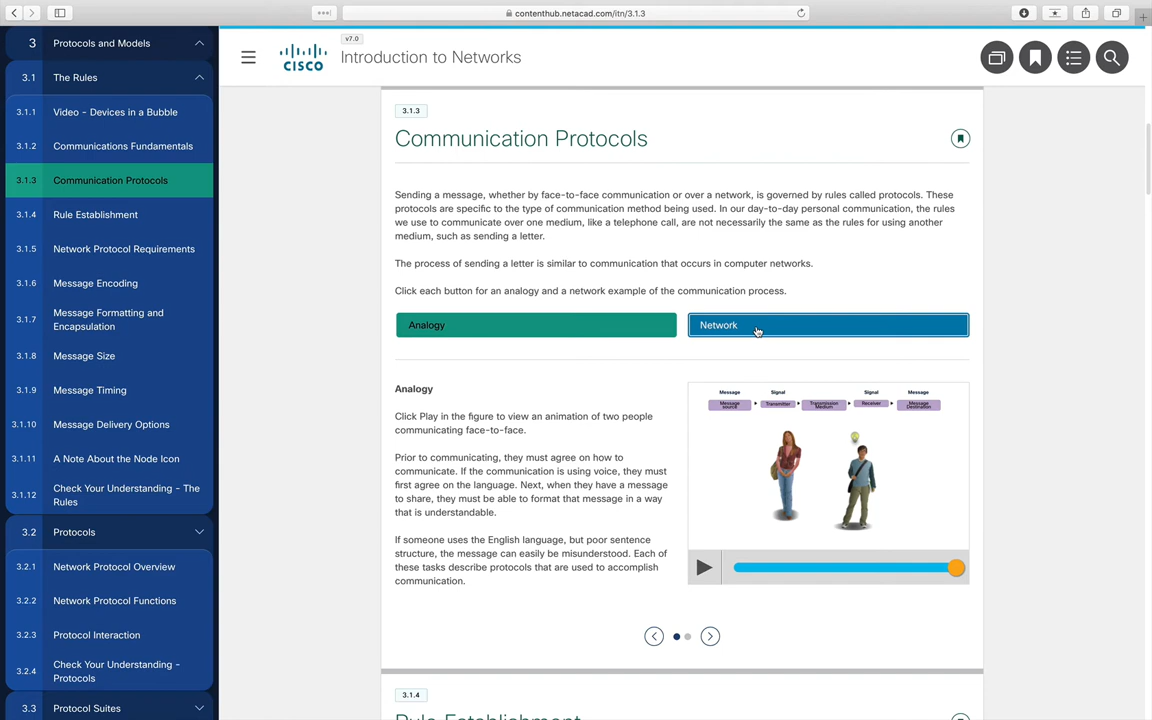 contenthub.netacad.com/itn/3.1.3
3 Protocols and Models
3.1 The Rules
3.1.1 Video - Devices in a Bubble
3.1.2 Communications Fundamentals
3.1.3 Communication Protocols
3.1.4 Rule Establishment
3.1.5 Network Protocol Requirements
3.1.6 Message Encoding
3.1.7 Message Formatting and
Encapsulation
3.1.8 Message Size
3.1.9 Message Timing
3.1.10 Message Delivery Options
3.1.11 A Note About the Node Icon
3.1.12 Check Your Understanding - The
Rules
3.2 Protocols
3.2.1 Network Protocol Overview
3.2.2 Network Protocol Functions
3.2.3 Protocol Interaction
3.2.4 Check Your Understanding -
Protocols
3.3 Protocol Suites
CISCO
v7.0
Introduction to Networks
3.1.3
Communication Protocols
Sending a message, whether by face-to-face communication or over a network, is governed by rules called protocols. These
protocols are specific to the type of communication method being used. In our day-to-day personal communication, the rules
we use to communicate over one medium, like a telephone call, are not necessarily the same as the rules for using another
medium, such as sending a letter.
The process of sending a letter is similar to communication that occurs in computer networks.
Click each button for an analogy and a network example of the communication process.
Analogy
Network
Analogy
Click Play in the figure to view an animation of two people
communicating face-to-face.
Prior to communicating, they must agree on how to
communicate. If the communication is using voice, they must
first agree on the language. Next, when they have a message
to share, they must be able to format that message in a way
that is understandable.
If someone uses the English language, but poor sentence
structure, the message can easily be misunderstood. Each of
these tasks describe protocols that are used to accomplish
communication.
Message Signal Signal Message
Message source Transmitter Transmission Medium Receiver Message Destination
3.1.4
Rule Establishment